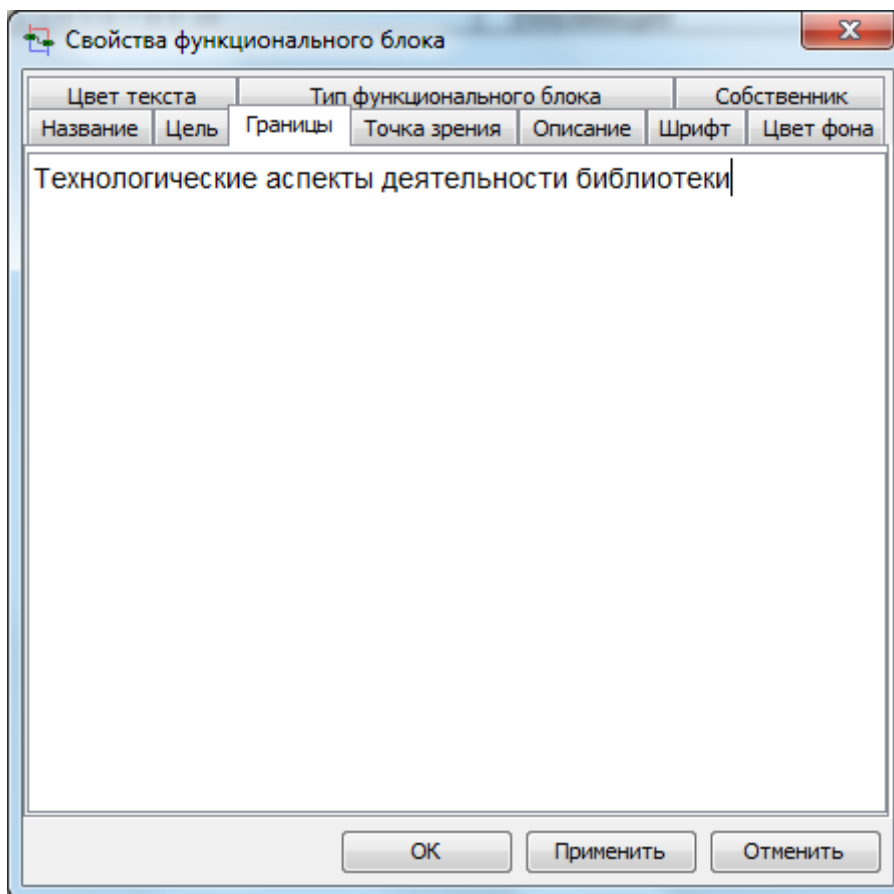 Свойства функционального блока
Цвет текста Тип функционального блока Собственник
Название Цель Границы Точка зрения Описание Шрифт Цвет фона
Технологические аспекты деятельности библиотеки
ОК Применить Отменить